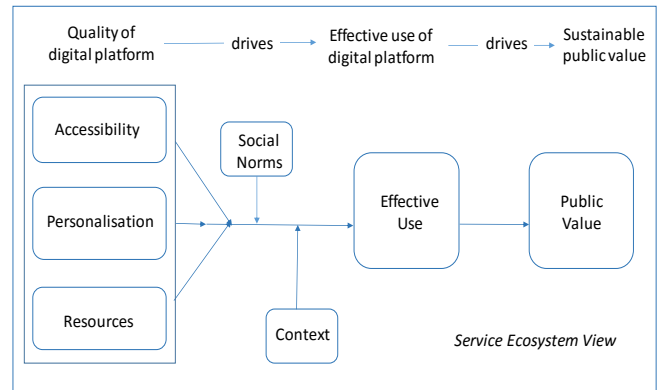 Quality of
digital platform
drives
Effective use of
digital platform
drives
Sustainable
public value
Accessibility
Social
Norms
Personalisation
Effective
Use
Public
Value
Resources
Context
Service Ecosystem View